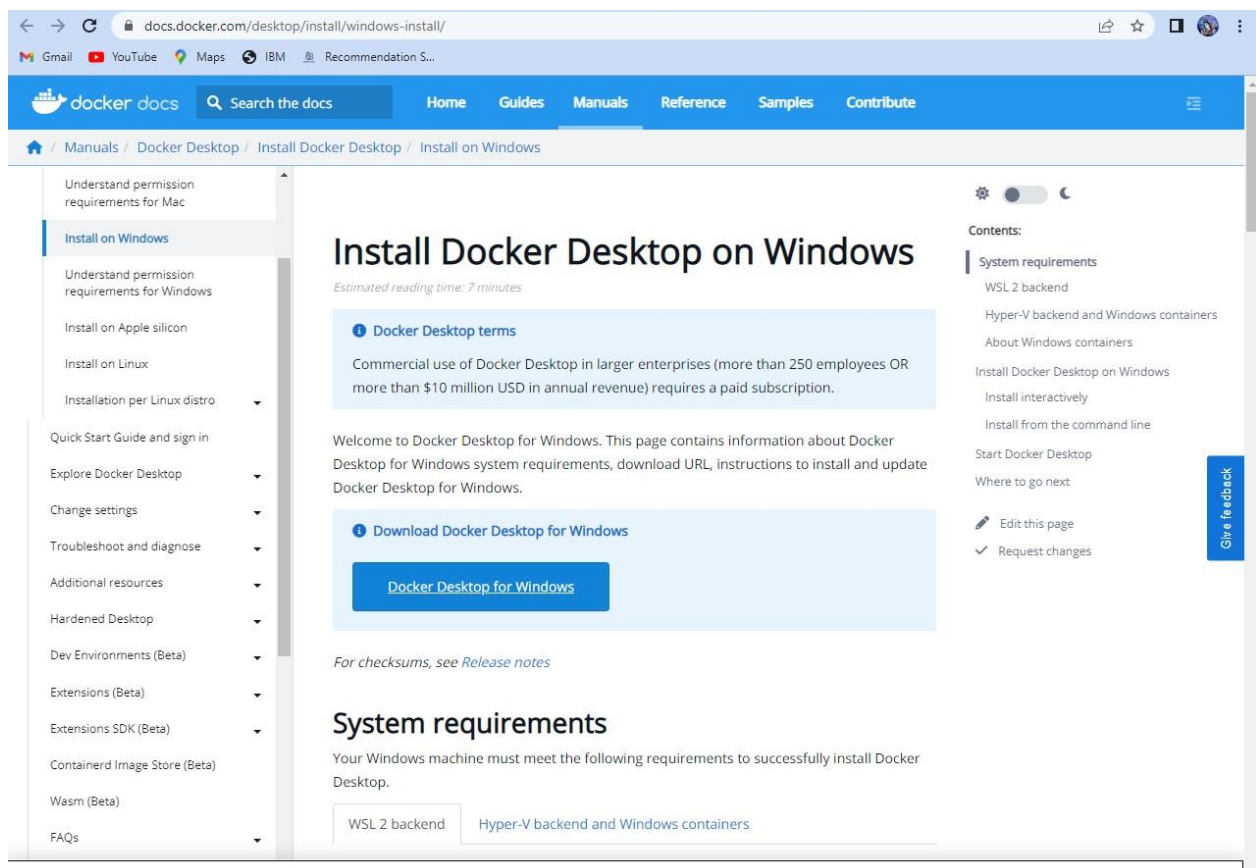 docs.docker.com/desktop/install/windows-install/
Gmail YouTube Maps IBM Recommendation S...
docker docs Search the docs Home Guides Manuals Reference Samples Contribute
/ Manuals / Docker Desktop / Install Docker Desktop / Install on Windows
Understand permission
requirements for Mac
Install on Windows
Understand permission
requirements for Windows
Install on Apple silicon
Install on Linux
Installation per Linux distro
Quick Start Guide and sign in
Explore Docker Desktop
Change settings
Troubleshoot and diagnose
Additional resources
Hardened Desktop
Dev Environments (Beta)
Extensions (Beta)
Extensions SDK (Beta)
Containerd Image Store (Beta)
Wasm (Beta)
FAQs
Install Docker Desktop on Windows
Estimated reading time: 7 minutes
Docker Desktop terms
Commercial use of Docker Desktop in larger enterprises (more than 250 employees OR
more than $10 million USD in annual revenue) requires a paid subscription.
Welcome to Docker Desktop for Windows. This page contains information about Docker
Desktop for Windows system requirements, download URL, instructions to install and update
Docker Desktop for Windows.
Download Docker Desktop for Windows
Docker Desktop for Windows
For checksums, see Release notes
System requirements
Your Windows machine must meet the following requirements to successfully install Docker
Desktop.
WSL 2 backend Hyper-V backend and Windows containers
Contents:
System requirements
WSL 2 backend
Hyper-V backend and Windows containers
About Windows containers
Install Docker Desktop on Windows
Install interactively
Install from the command line
Start Docker Desktop
Where to go next
Edit this page
Request changes
Give feedback